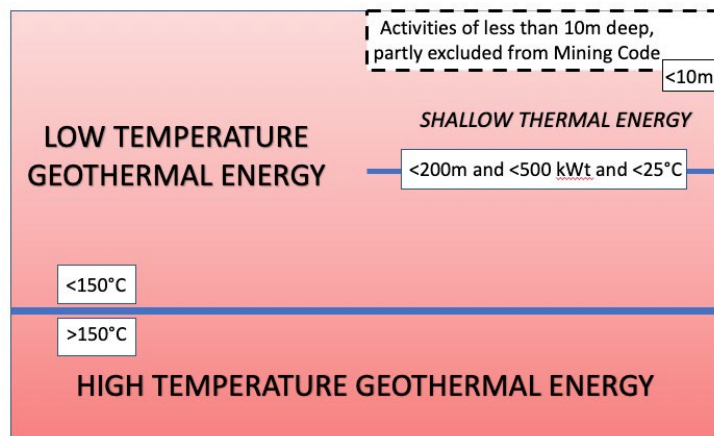 Activities of less than 10m deep,
partly excluded from Mining Code
<10m
LOW TEMPERATURE
GEOTHERMAL ENERGY
SHALLOW THERMAL ENERGY
<200m and <500 kWt and <25°C
<150°C
>150°C
HIGH TEMPERATURE GEOTHERMAL ENERGY